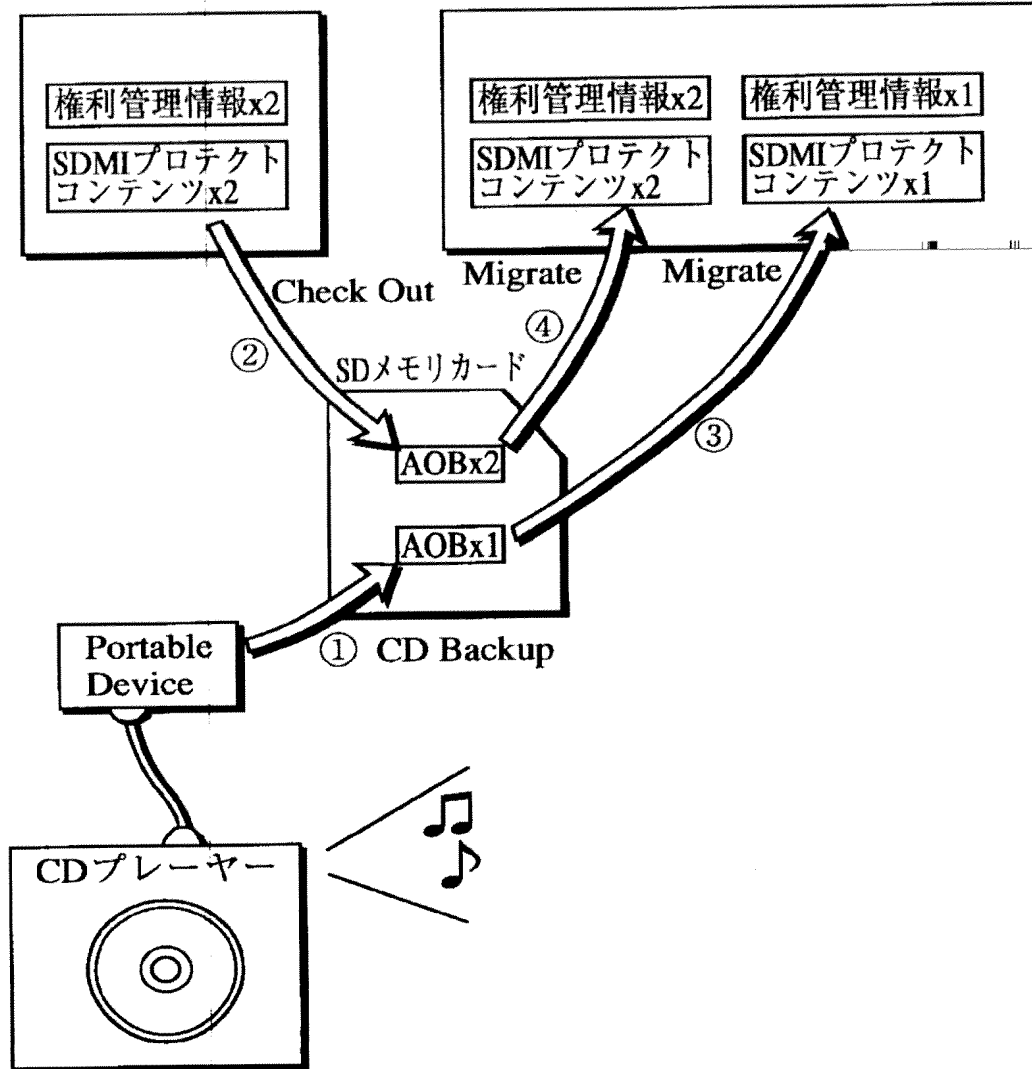 権利管理情報x2
SDMIプロテクト
コンテンツx2
権利管理情報x2
SDMIプロテクト
コンテンツx2
権利管理情報x1
SDMIプロテクト
コンテンツx1
Check Out
Migrate
Migrate
②
④
③
SDメモリカード
AOBx2
AOBx1
① CD Backup
Portable
Device
CDプレーヤー